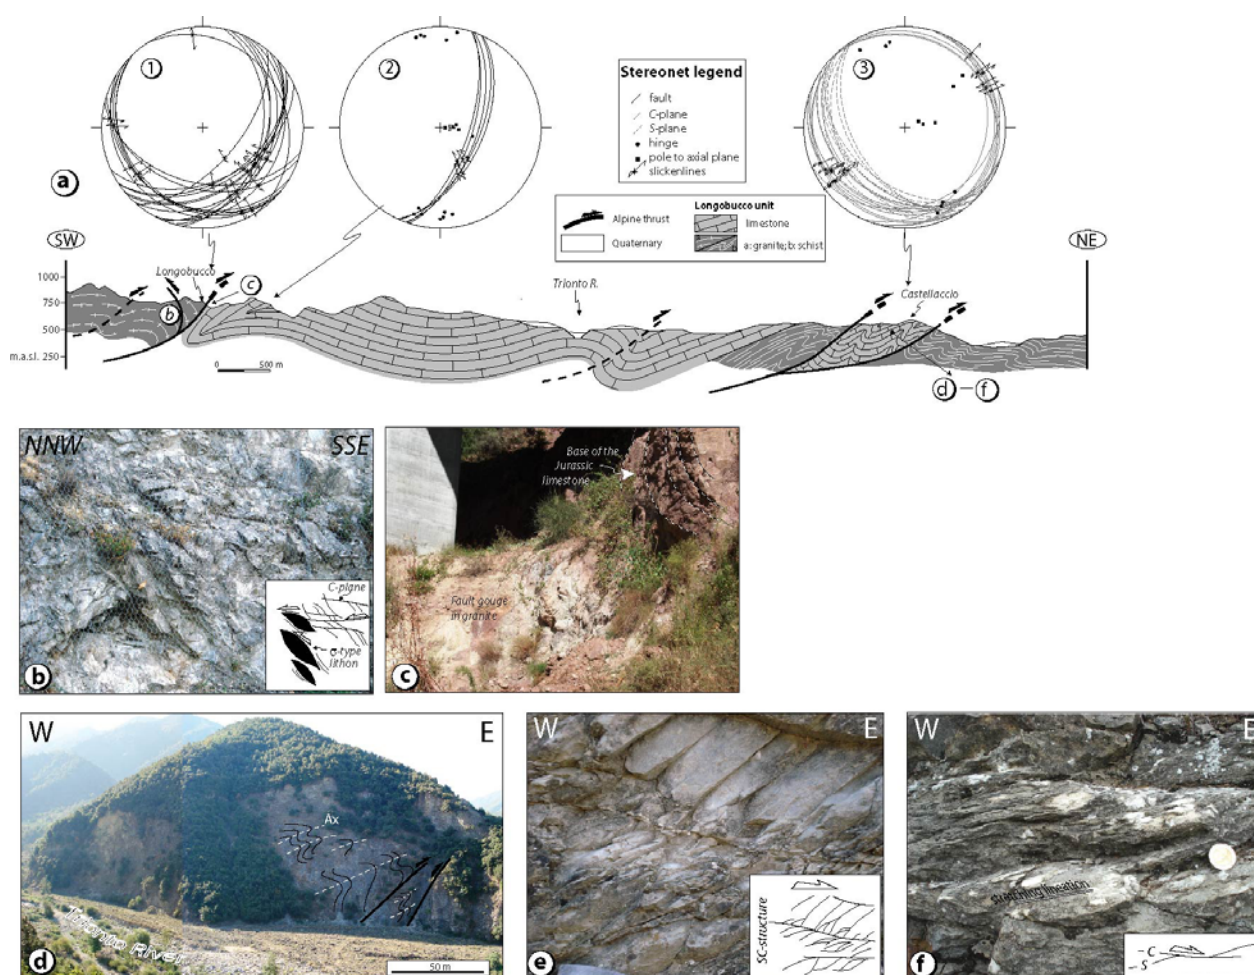 1
2
3
Stereonet legend
fault
C-plane
S-plane
hinge
pole to axial plane
slickenlines
a
Alpine thrust
Quaternary
Longobucco unit
limestone
a: granite; b: schist
SW
NE
1000
750
500
m.a.s.l. 250
Longobucco
c
b
Trionto R.
Castellaccio
0 500 m
d – f
NNW
SSE
C-plane
σ-type
lithon
b
Base of the
Jurassic
limestone
Fault gouge
in granite
c
W
E
Ax
Trionto River
50 m
d
W
E
SC-structure
e
W
E
stretching lineation
C
S
f